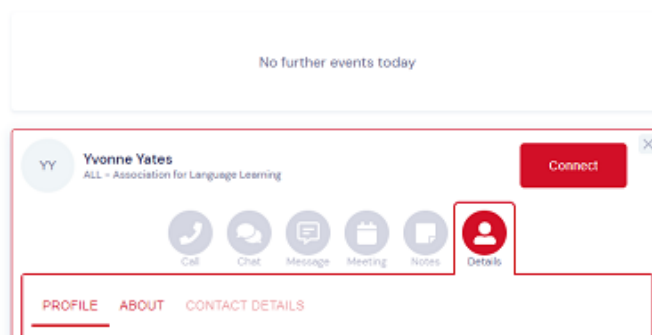 No further events today
YY
Yvonne Yates
ALL - Association for Language Learning
Connect
Call Chat Message Meeting Notes Details
PROFILE ABOUT CONTACT DETAILS